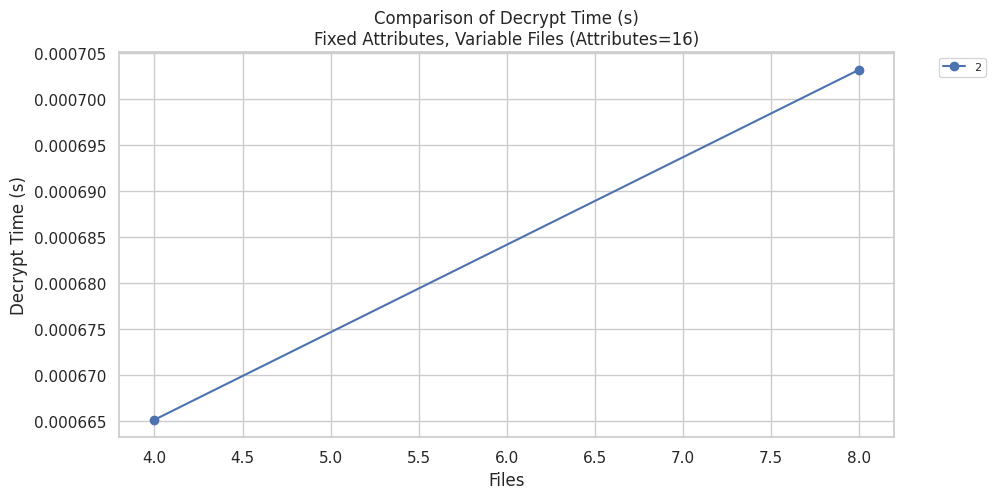 Comparison of Decrypt Time (s)
Fixed Attributes, Variable Files (Attributes=16)
2
Decrypt Time (s)
0.000705
0.000700
0.000695
0.000690
0.000685
0.000680
0.000675
0.000670
0.000665
4.0 4.5 5.0 5.5 6.0 6.5 7.0 7.5 8.0
Files